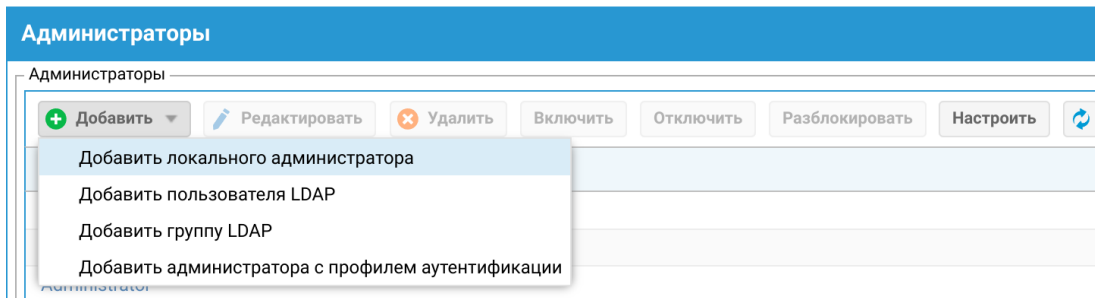 Администраторы
Администраторы
Добавить Редактировать Удалить Включить Отключить Разблокировать Настроить
Добавить локального администратора
Добавить пользователя LDAP
Добавить группу LDAP
Добавить администратора с профилем аутентификации
Administrator